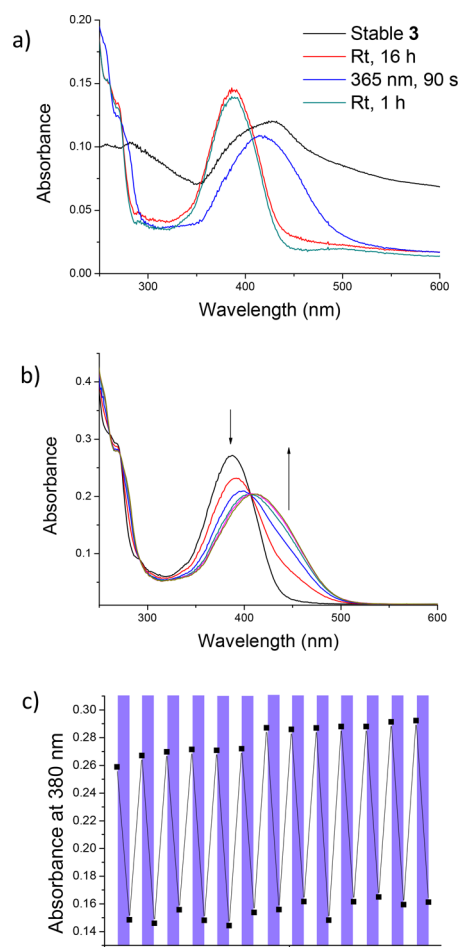 a)
Stable 3
Rt, 16 h
365 nm, 90 s
Rt, 1 h
0.20
0.15
0.10
0.05
0.00
Absorbance
300
400
500
600
Wavelength (nm)
b)
0.4
0.3
0.2
0.1
Absorbance
300
400
500
600
Wavelength (nm)
c)
0.30
0.28
0.26
0.24
0.22
0.20
0.18
0.16
0.14
Absorbance at 380 nm